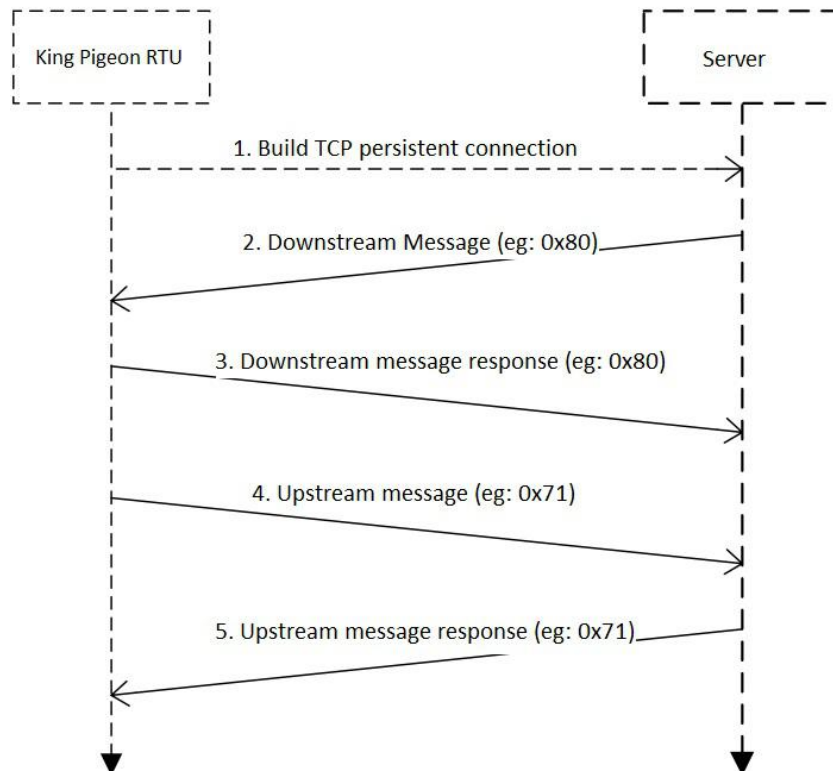 King Pigeon RTU
Server
1. Build TCP persistent connection
2. Downstream Message (eg: 0x80)
3. Downstream message response (eg: 0x80)
4. Upstream message (eg: 0x71)
5. Upstream message response (eg: 0x71)